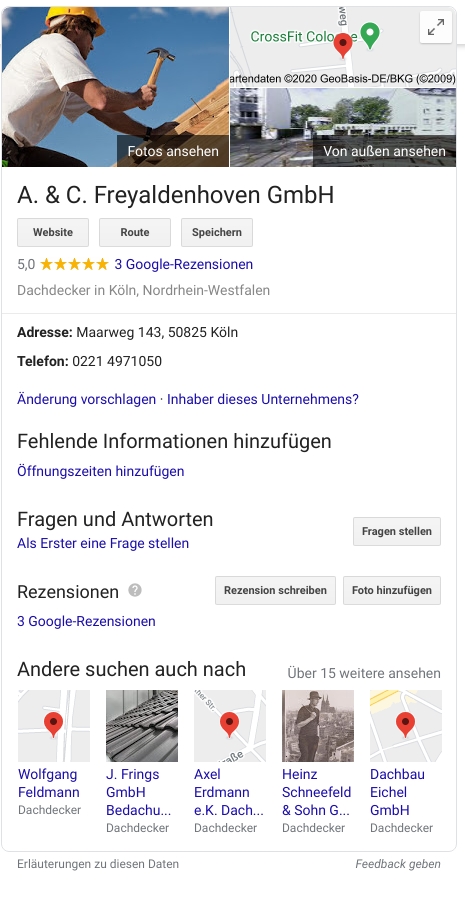 weg
CrossFit Colo
artendaten ©2020 GeoBasis-DE/BKG (©2009)
Fotos ansehen
Von außen ansehen
A. & C. Freyaldenhoven GmbH
Website Route Speichern
5,0 ★★★★★ 3 Google-Rezensionen
Dachdecker in Köln, Nordrhein-Westfalen
Adresse: Maarweg 143, 50825 Köln
Telefon: 0221 4971050
Änderung vorschlagen · Inhaber dieses Unternehmens?
Fehlende Informationen hinzufügen
Öffnungszeiten hinzufügen
Fragen und Antworten
Fragen stellen
Als Erster eine Frage stellen
Rezensionen ?
Rezension schreiben Foto hinzufügen
3 Google-Rezensionen
Andere suchen auch nach
Über 15 weitere ansehen
Wolfgang
Feldmann
Dachdecker
J. Frings
GmbH
Bedachu...
Dachdecker
cher Str.
aße
Axel
Erdmann
e.K. Dach...
Dachdecker
Heinz
Schneefeld
& Sohn G...
Dachdecker
Dachbau
Eichel
GmbH
Dachdecker
Erläuterungen zu diesen Daten
Feedback geben